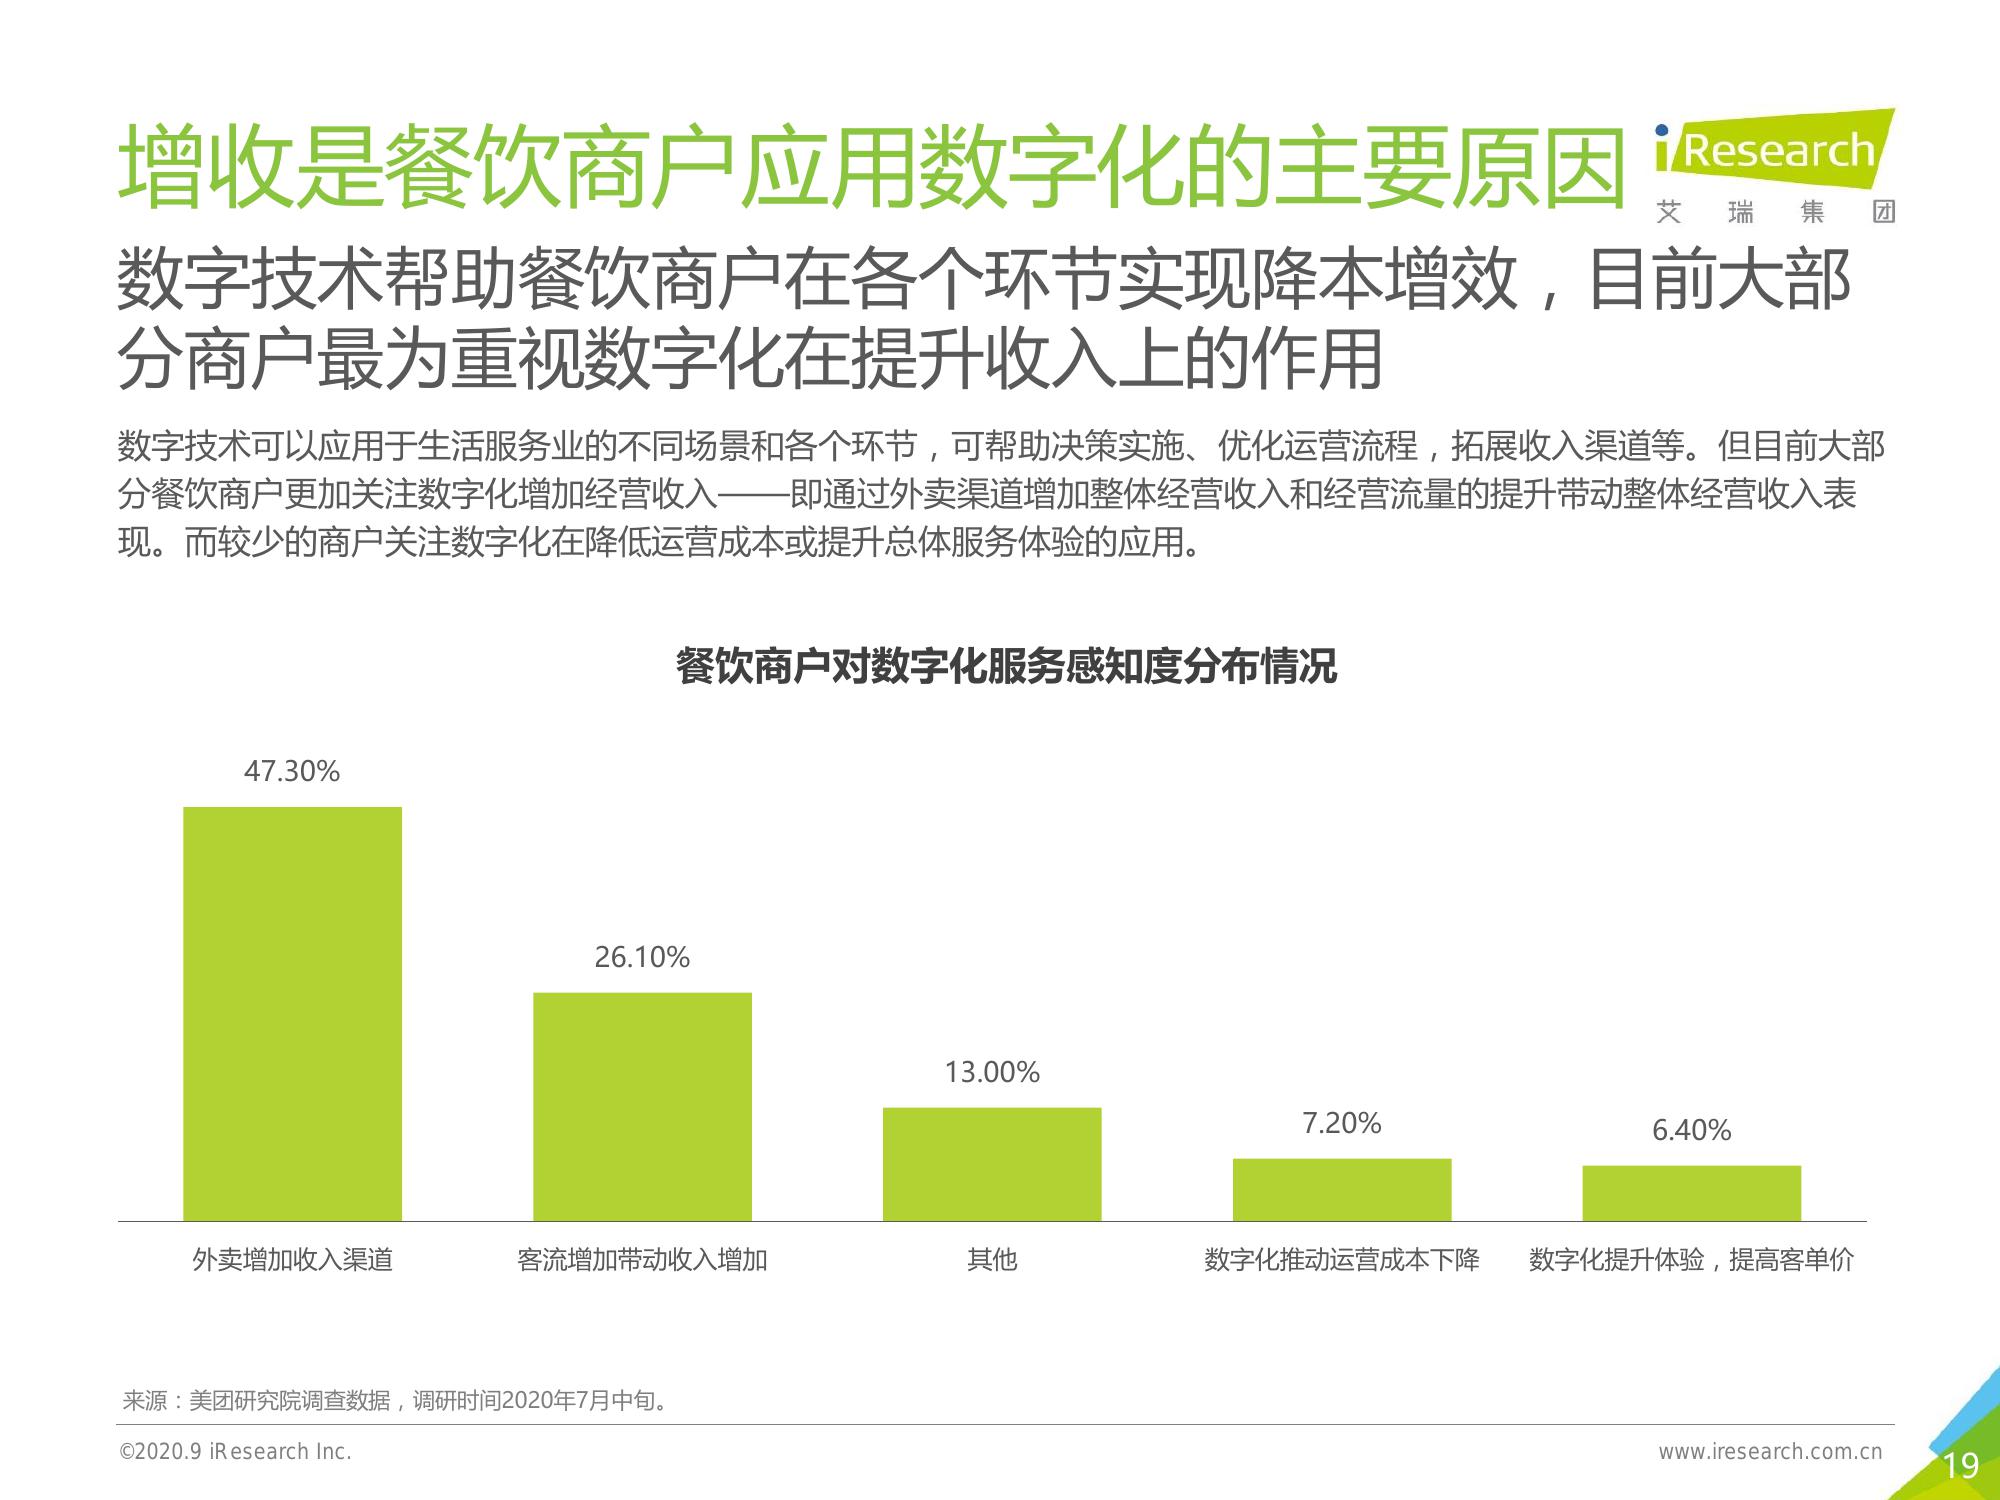 增收是餐饮商户应用数字化的主要原因
iResearch
艾瑞集团
数字技术帮助餐饮商户在各个环节实现降本增效，目前大部
分商户最为重视数字化在提升收入上的作用
数字技术可以应用于生活服务业的不同场景和各个环节，可帮助决策实施、优化运营流程，拓展收入渠道等。但目前大部
分餐饮商户更加关注数字化增加经营收入——即通过外卖渠道增加整体经营收入和经营流量的提升带动整体经营收入表
现。而较少的商户关注数字化在降低运营成本或提升总体服务体验的应用。
餐饮商户对数字化服务感知度分布情况
47.30%
26.10%
13.00%
7.20%
6.40%
外卖增加收入渠道
客流增加带动收入增加
其他
数字化推动运营成本下降
数字化提升体验，提高客单价
来源：美团研究院调查数据，调研时间2020年7月中旬。
©2020.9 iResearch Inc.
www.iresearch.com.cn
19